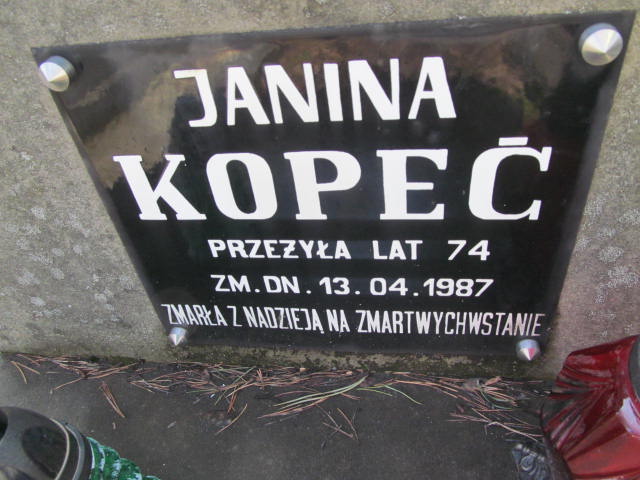 JANINA
KOPEĆ
PRZEŻYŁA LAT 74
ZM. DN. 13.04.1987
ZMARŁA Z NADZIEJĄ NA ZMARTWYCHWSTANIE